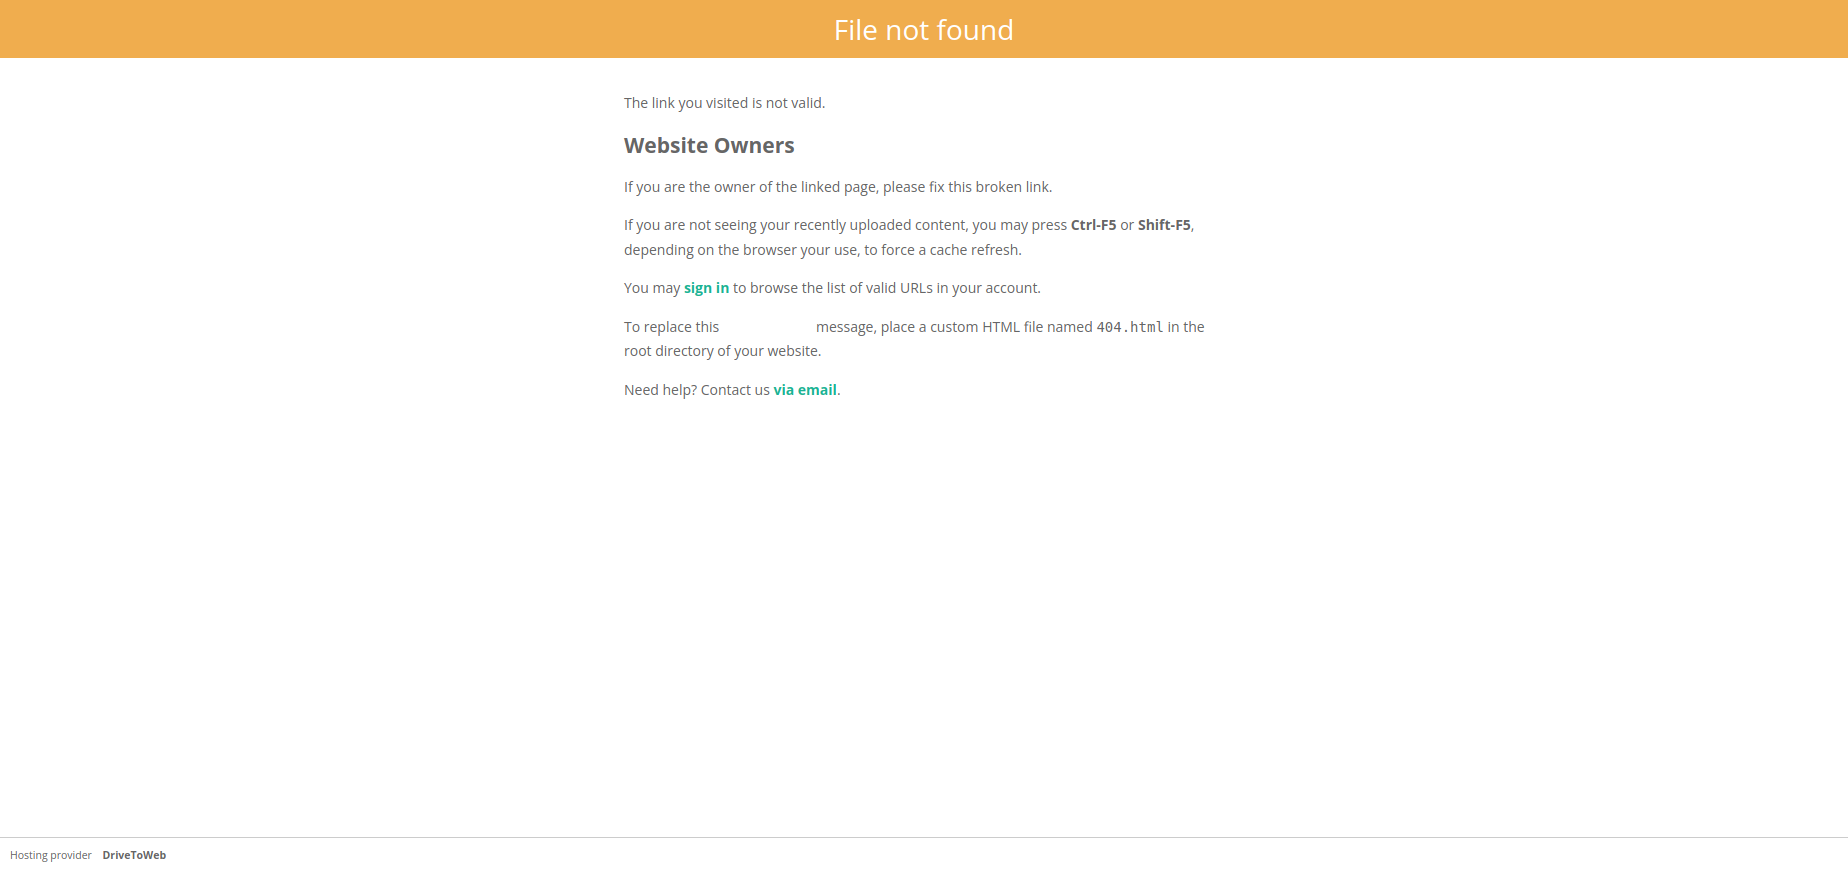 File not found
The link you visited is not valid.
Website Owners
If you are the owner of the linked page, please fix this broken link.
If you are not seeing your recently uploaded content, you may press Ctrl-F5 or Shift-F5,
depending on the browser your use, to force a cache refresh.
You may sign in to browse the list of valid URLs in your account.
To replace this message, place a custom HTML file named 404.html in the
root directory of your website.
Need help? Contact us via email.
Hosting provider DriveToWeb